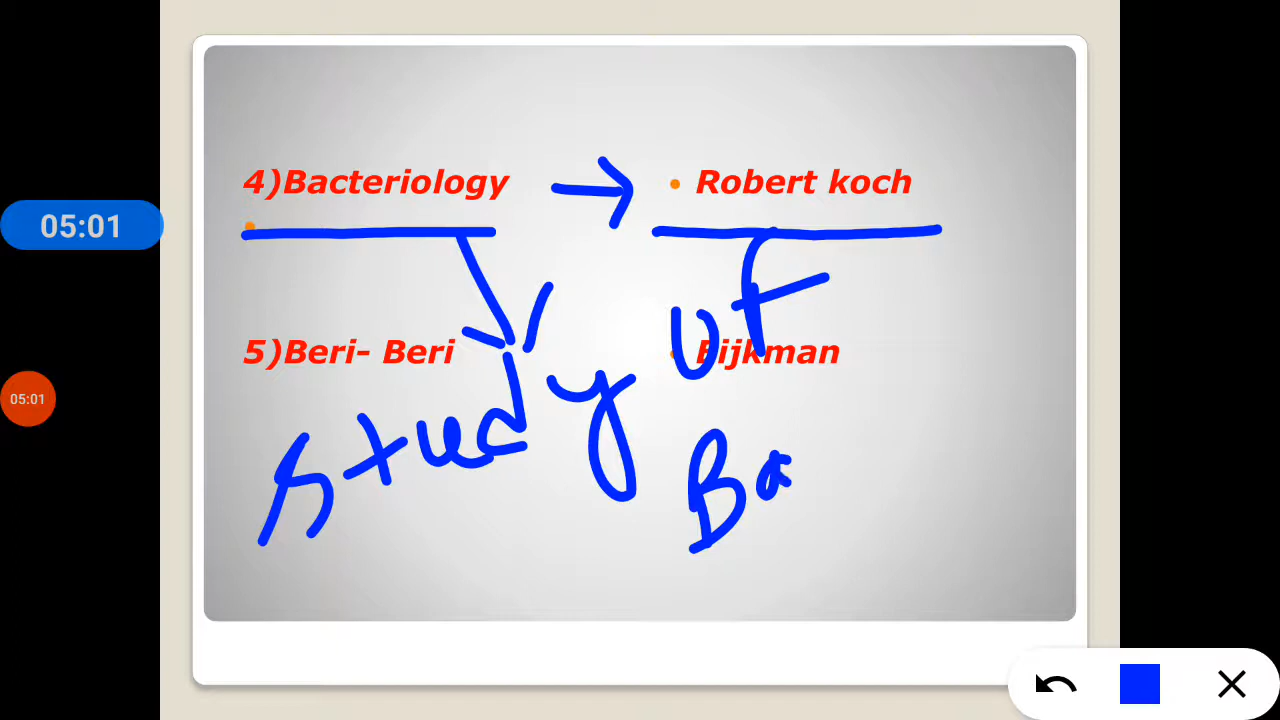 05:01
4)Bacteriology → • Robert koch
05:01
5)Beri- Beri • Eijkman
study of
Ba